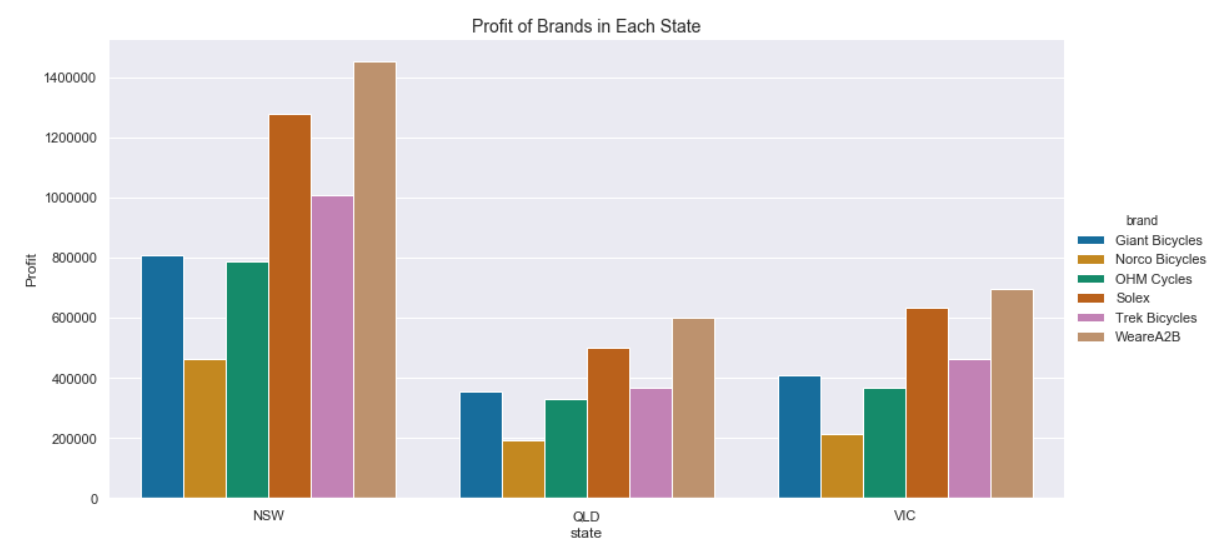 Profit of Brands in Each State
1400000
1200000
1000000
800000
600000
400000
200000
0
Profit
NSW
QLD
VIC
state
brand
Giant Bicycles
Norco Bicycles
OHM Cycles
Solex
Trek Bicycles
WeareA2B